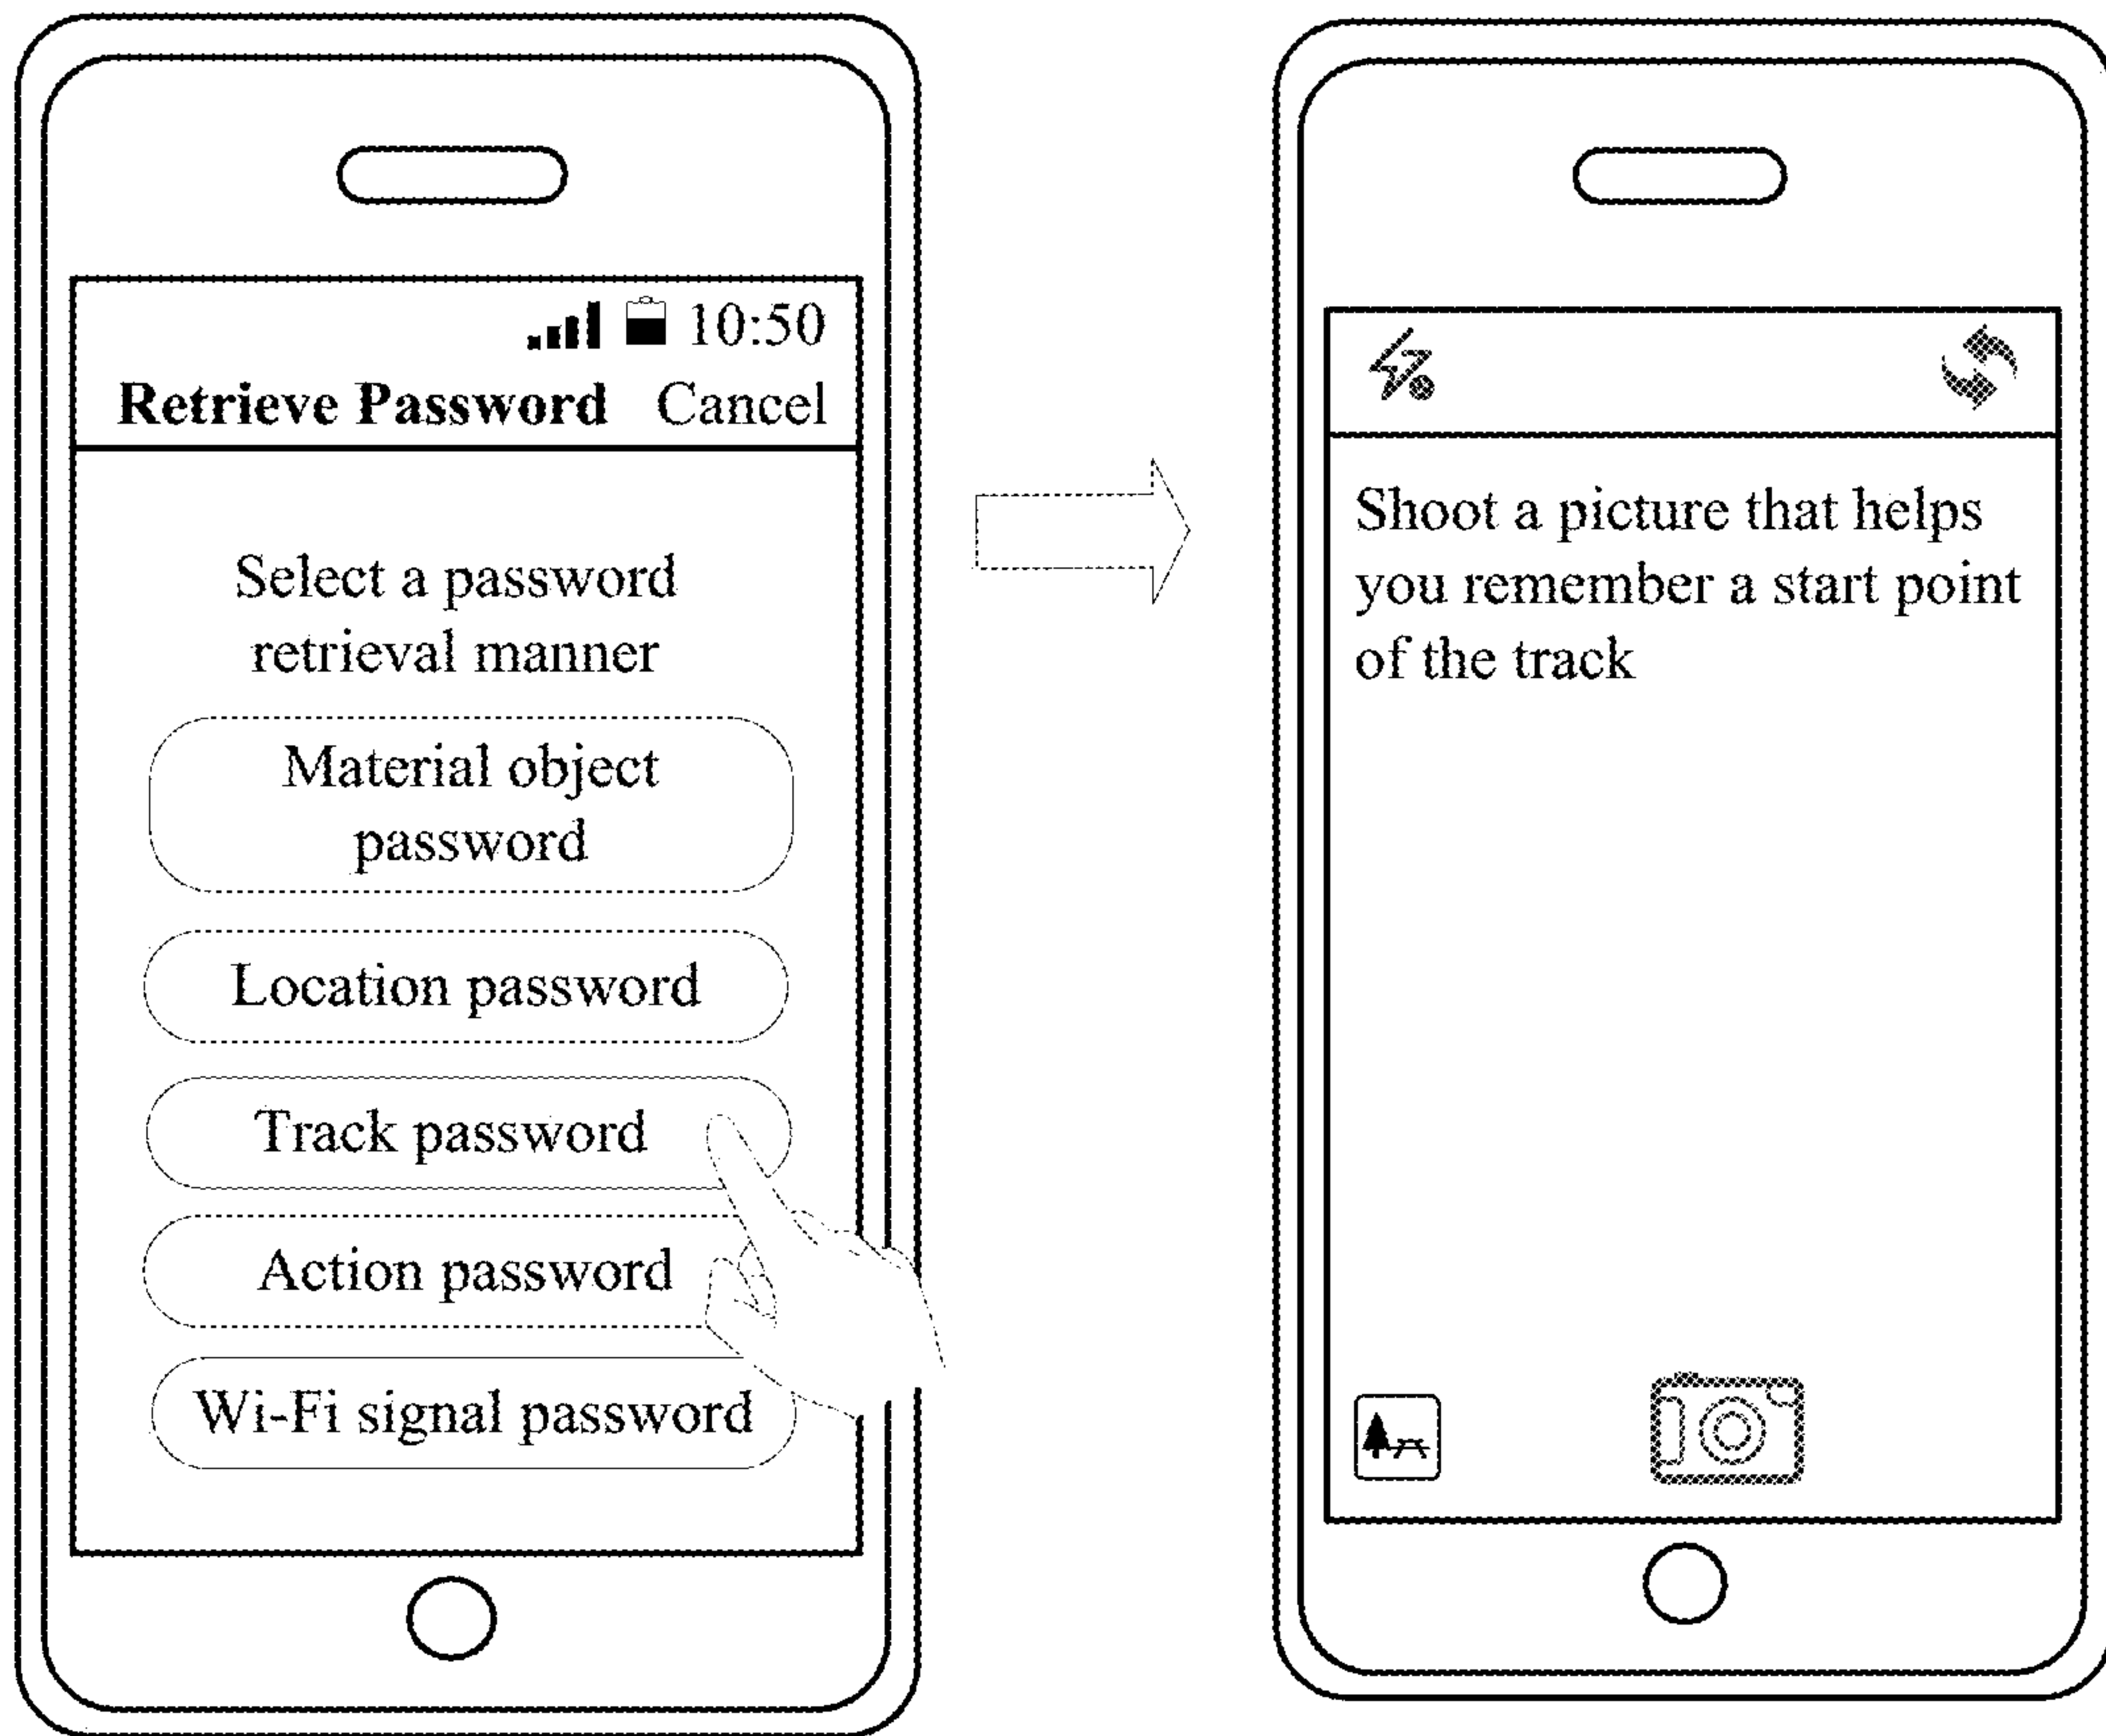 10:50
Retrieve Password Cancel
Select a password
retrieval manner
Material object
password
Location password
Track password
Action password
Wi-Fi signal password
Shoot a picture that helps
you remember a start point
of the track